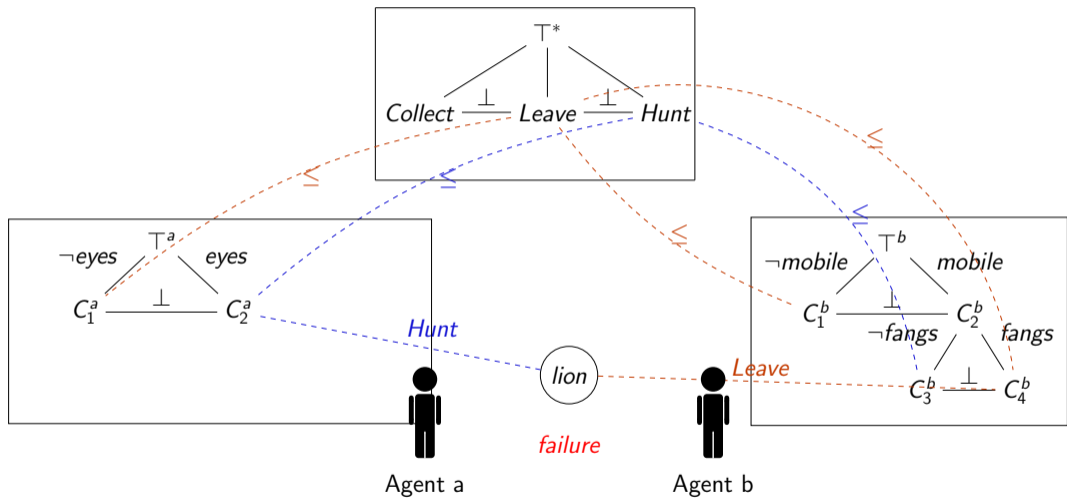 ⊤*
⊥ ⊥
Collect Leave Hunt
≤ ≤ ≤ ≤ ≤
⊤ᵃ
¬eyes eyes
⊥
C₁ᵃ C₂ᵃ
⊤ᵇ
¬mobile mobile
⊥
C₁ᵇ C₂ᵇ
¬fangs fangs
⊥
C₃ᵇ C₄ᵇ
Hunt
lion
Leave
failure
Agent a
Agent b